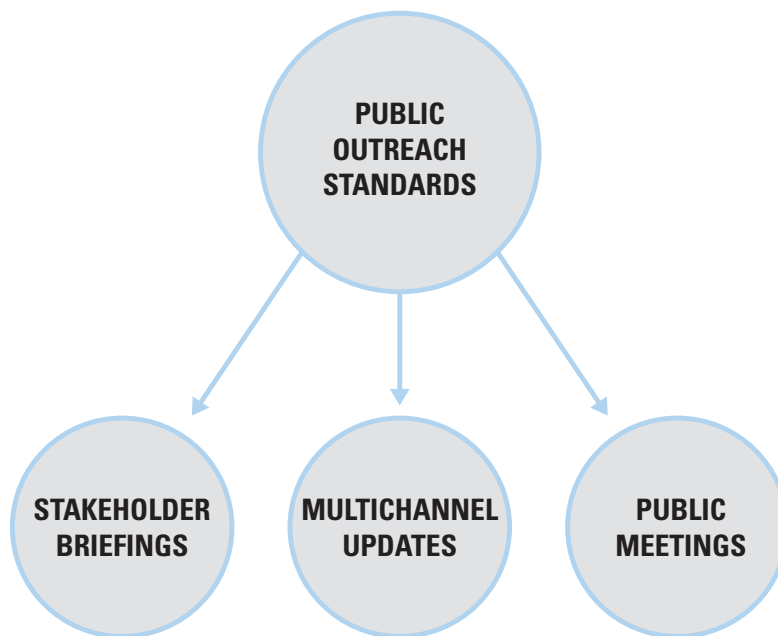 PUBLIC
OUTREACH
STANDARDS
STAKEHOLDER
BRIEFINGS
MULTICHANNEL
UPDATES
PUBLIC
MEETINGS